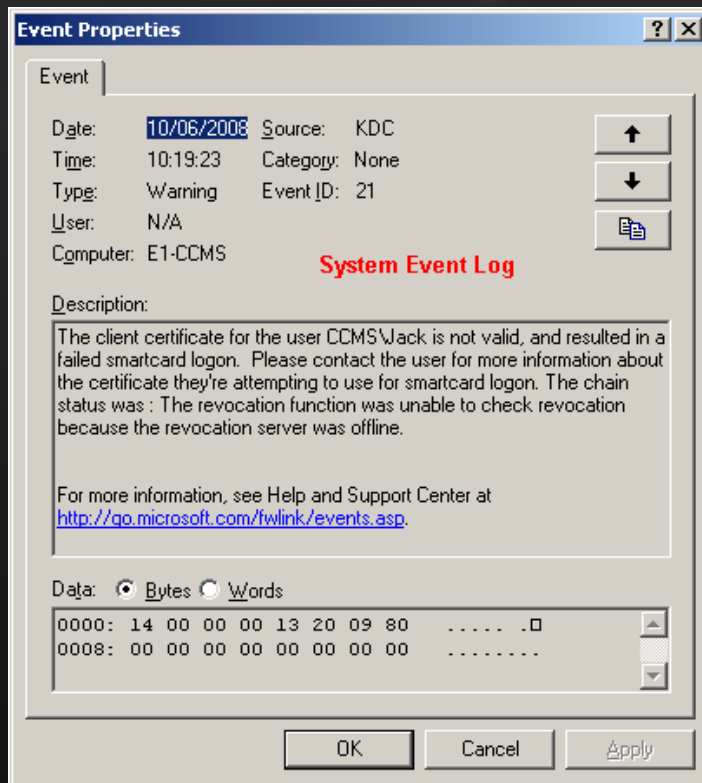 Event Properties
Event
Date: 10/06/2008 Source: KDC
Time: 10:19:23 Category: None
Type: Warning Event ID: 21
User: N/A
Computer: E1-CCMS
System Event Log
Description:
The client certificate for the user CCMS\Jack is not valid, and resulted in a
failed smartcard logon. Please contact the user for more information about
the certificate they're attempting to use for smartcard logon. The chain
status was : The revocation function was unable to check revocation
because the revocation server was offline.
For more information, see Help and Support Center at
http://go.microsoft.com/fwlink/events.asp.
Data: Bytes Words
0000: 14 00 00 00 13 20 09 80 ..... .□
0008: 00 00 00 00 00 00 00 00 ........
OK Cancel Apply